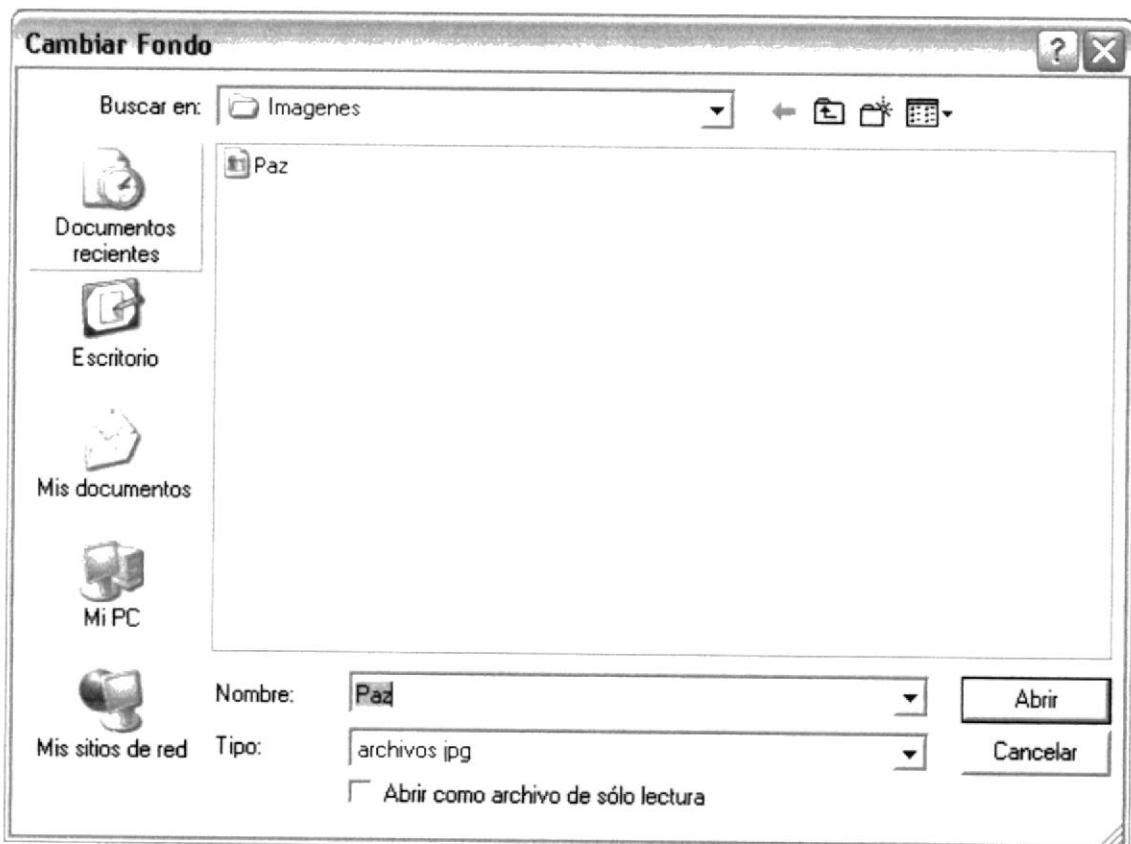 Cambiar Fondo
Buscar en:
Imagenes
Paz
Documentos
recientes
Escritorio
Mis documentos
Mi PC
Mis sitios de red
Nombre:
Paz
Abrir
Tipo:
archivos jpg
Cancelar
Abrir como archivo de sólo lectura